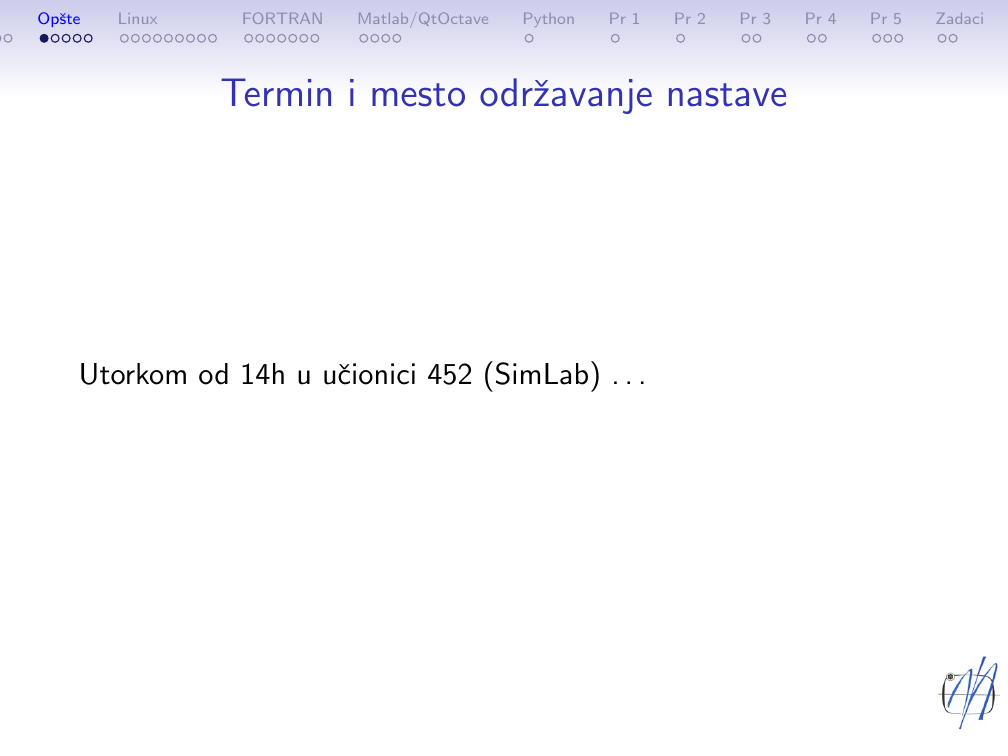 Opšte Linux FORTRAN Matlab/QtOctave Python Pr 1 Pr 2 Pr 3 Pr 4 Pr 5 Zadaci
Termin i mesto održavanje nastave
Utorkom od 14h u učionici 452 (SimLab) . . .